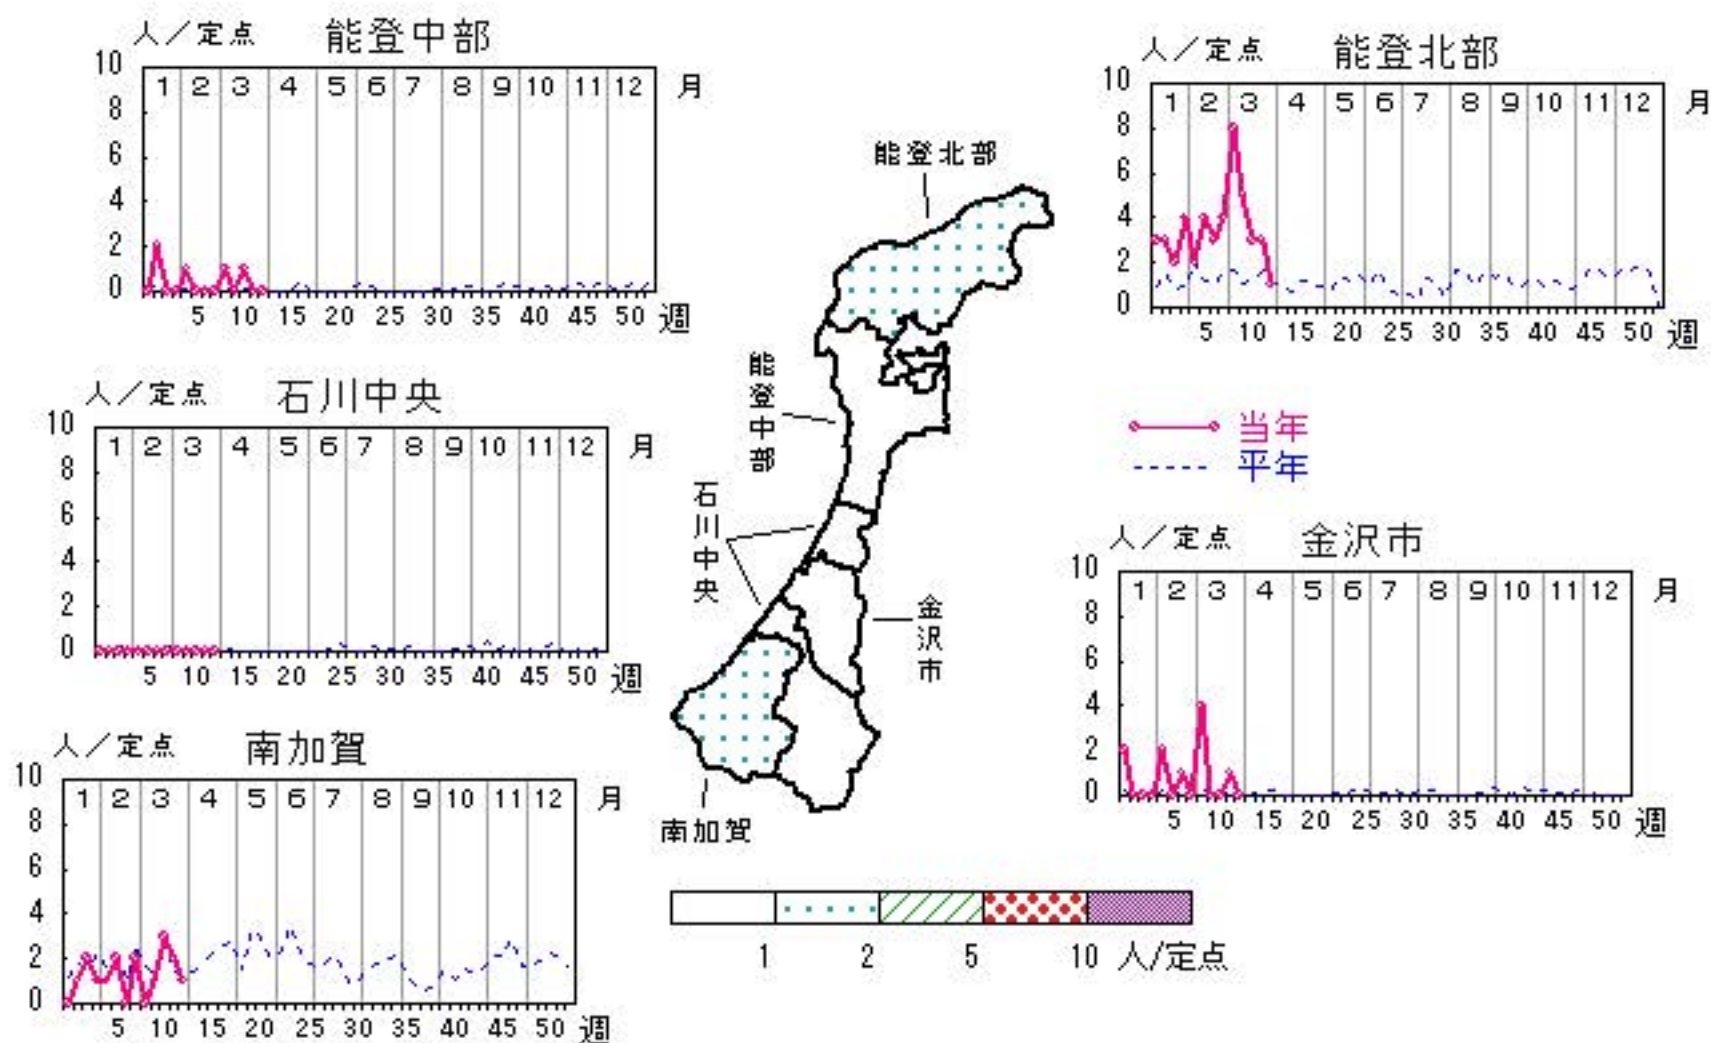 人／定点 能登中部
10 8 6 4 2 0
1 2 3 4 5 6 7 8 9 10 11 12 月
5 10 15 20 25 30 35 40 45 50 週
人／定点 能登北部
10 8 6 4 2 0
1 2 3 4 5 6 7 8 9 10 11 12 月
5 10 15 20 25 30 35 40 45 50 週
能登北部
能登中部
石川中央
金沢市
南加賀
人／定点 石川中央
10 8 6 4 2 0
1 2 3 4 5 6 7 8 9 10 11 12 月
5 10 15 20 25 30 35 40 45 50 週
当年
平年
人／定点 金沢市
10 8 6 4 2 0
1 2 3 4 5 6 7 8 9 10 11 12 月
5 10 15 20 25 30 35 40 45 50 週
人／定点 南加賀
10 8 6 4 2 0
1 2 3 4 5 6 7 8 9 10 11 12 月
5 10 15 20 25 30 35 40 45 50 週
1 2 5 10 人/定点